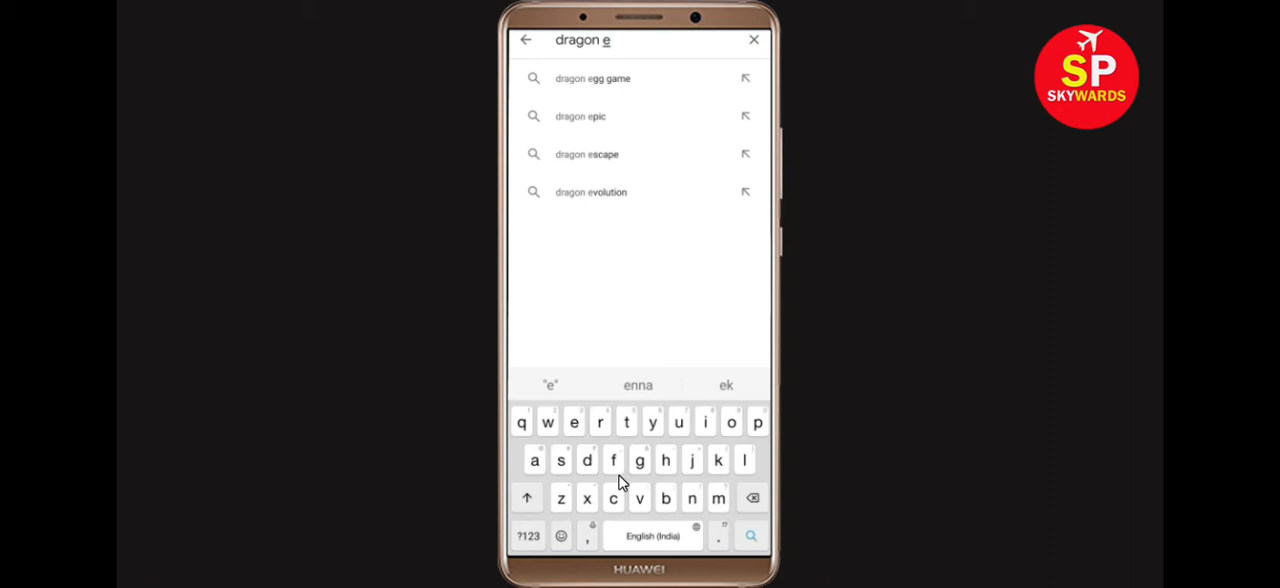 dragon e
SP
SKYWARDS
dragon egg game
dragon epic
dragon escape
dragon evolution
"e" enna ek
q w e r t y u i o p
a s d f g h j k l
z x c v b n m
?123 , English (India) .
HUAWEI